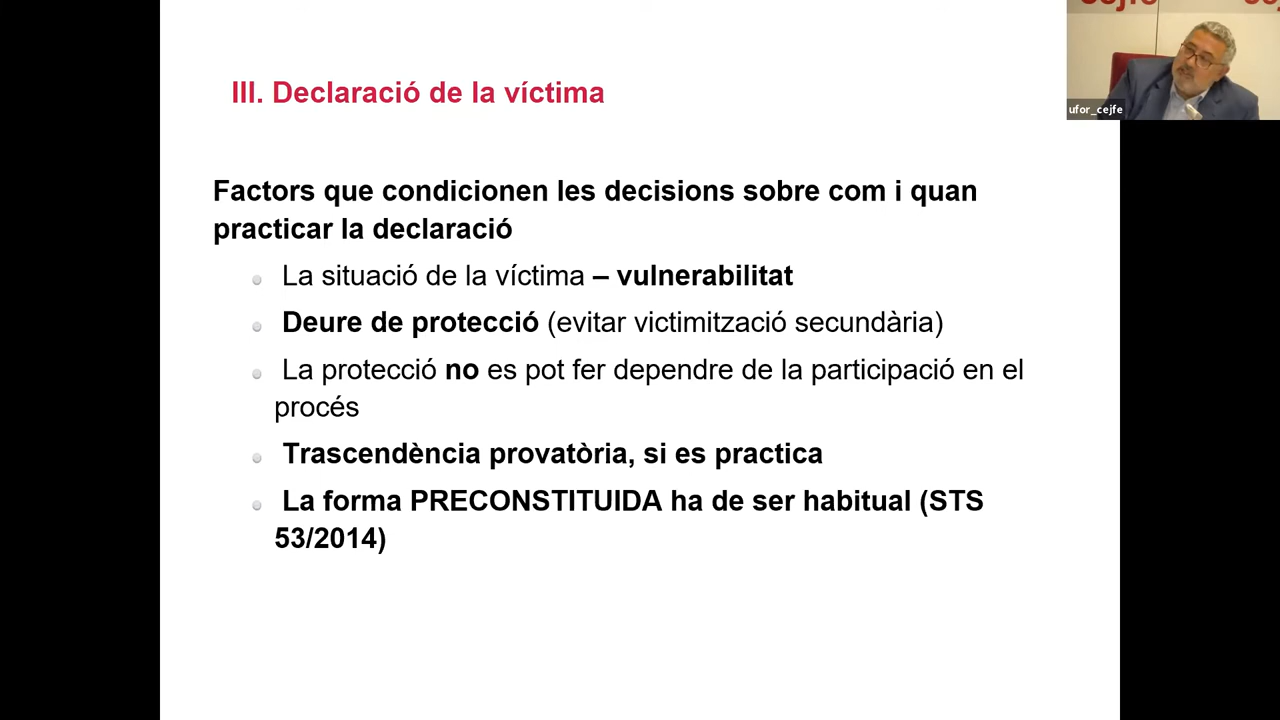 cejfe
III. Declaració de la víctima
ufor_cejfe
Factors que condicionen les decisions sobre com i quan
practicar la declaració
La situació de la víctima – vulnerabilitat
Deure de protecció (evitar victimització secundària)
La protecció no es pot fer dependre de la participació en el
procés
Trascendència provatòria, si es practica
La forma PRECONSTITUIDA ha de ser habitual (STS
53/2014)